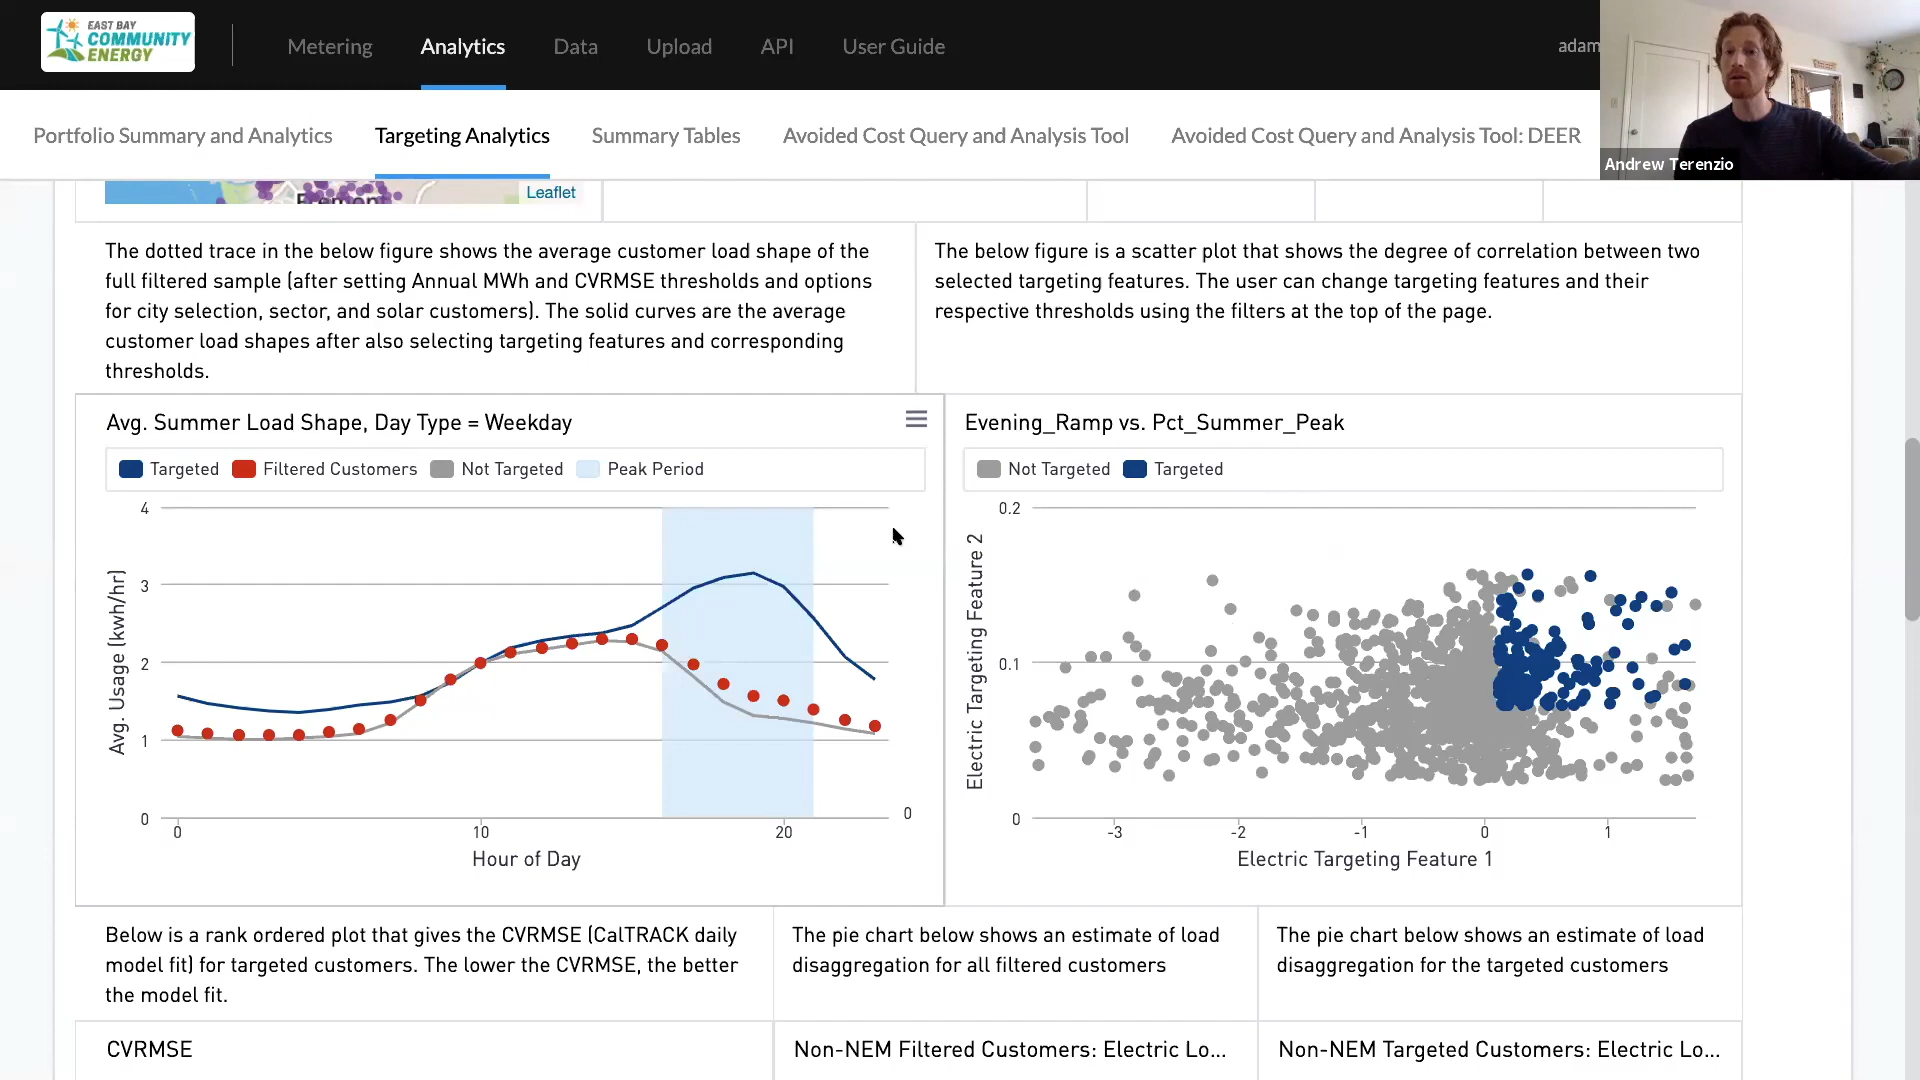 EAST BAY
COMMUNITY
ENERGY
Metering
Analytics
Data
Upload
API
User Guide
adam
Andrew Terenzio
Portfolio Summary and Analytics
Targeting Analytics
Summary Tables
Avoided Cost Query and Analysis Tool
Avoided Cost Query and Analysis Tool: DEER
Fremont
Leaflet
The dotted trace in the below figure shows the average customer load shape of the
full filtered sample (after setting Annual MWh and CVRMSE thresholds and options
for city selection, sector, and solar customers). The solid curves are the average
customer load shapes after also selecting targeting features and corresponding
thresholds.
The below figure is a scatter plot that shows the degree of correlation between two
selected targeting features. The user can change targeting features and their
respective thresholds using the filters at the top of the page.
Avg. Summer Load Shape, Day Type = Weekday
Targeted
Filtered Customers
Not Targeted
Peak Period
4
3
2
1
0
0
10
20
0
Avg. Usage (kwh/hr)
Hour of Day
Evening_Ramp vs. Pct_Summer_Peak
Not Targeted
Targeted
0.2
0.1
0
-3
-2
-1
0
1
Electric Targeting Feature 2
Electric Targeting Feature 1
Below is a rank ordered plot that gives the CVRMSE (CalTRACK daily
model fit) for targeted customers. The lower the CVRMSE, the better
the model fit.
The pie chart below shows an estimate of load
disaggregation for all filtered customers
The pie chart below shows an estimate of load
disaggregation for the targeted customers
CVRMSE
Non-NEM Filtered Customers: Electric Lo...
Non-NEM Targeted Customers: Electric Lo...